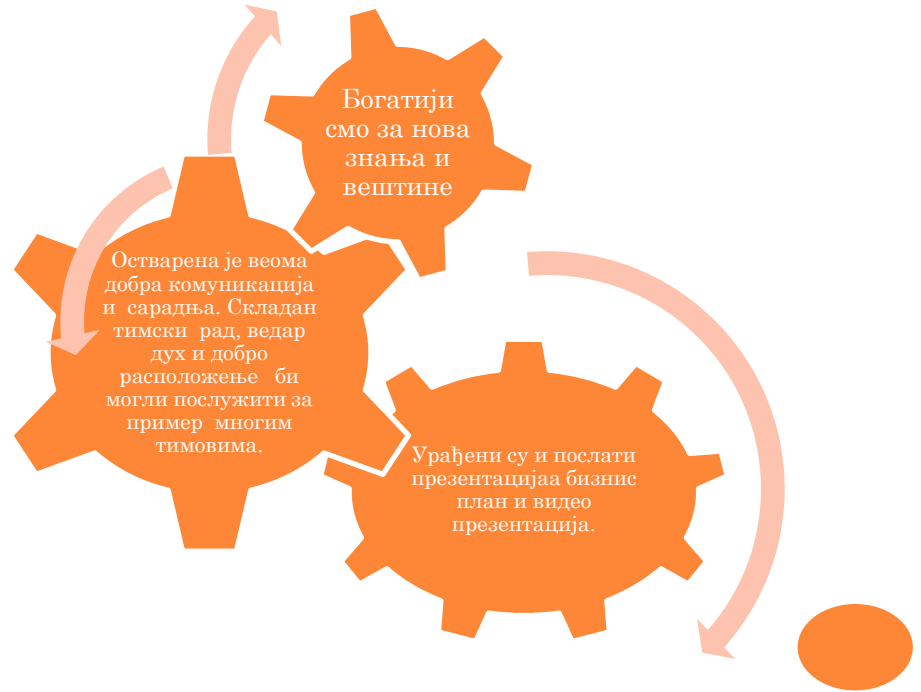 Богатији
смо за нова
знања и
вештине
Остварена је веома
добра комуникација
и сарадња. Складан
тимски рад, ведар
дух и добро
расположење би
могли послужити за
пример многим
тимовима.
Урађени су и послати
презентацијаа бизнис
план и видео
презентација.